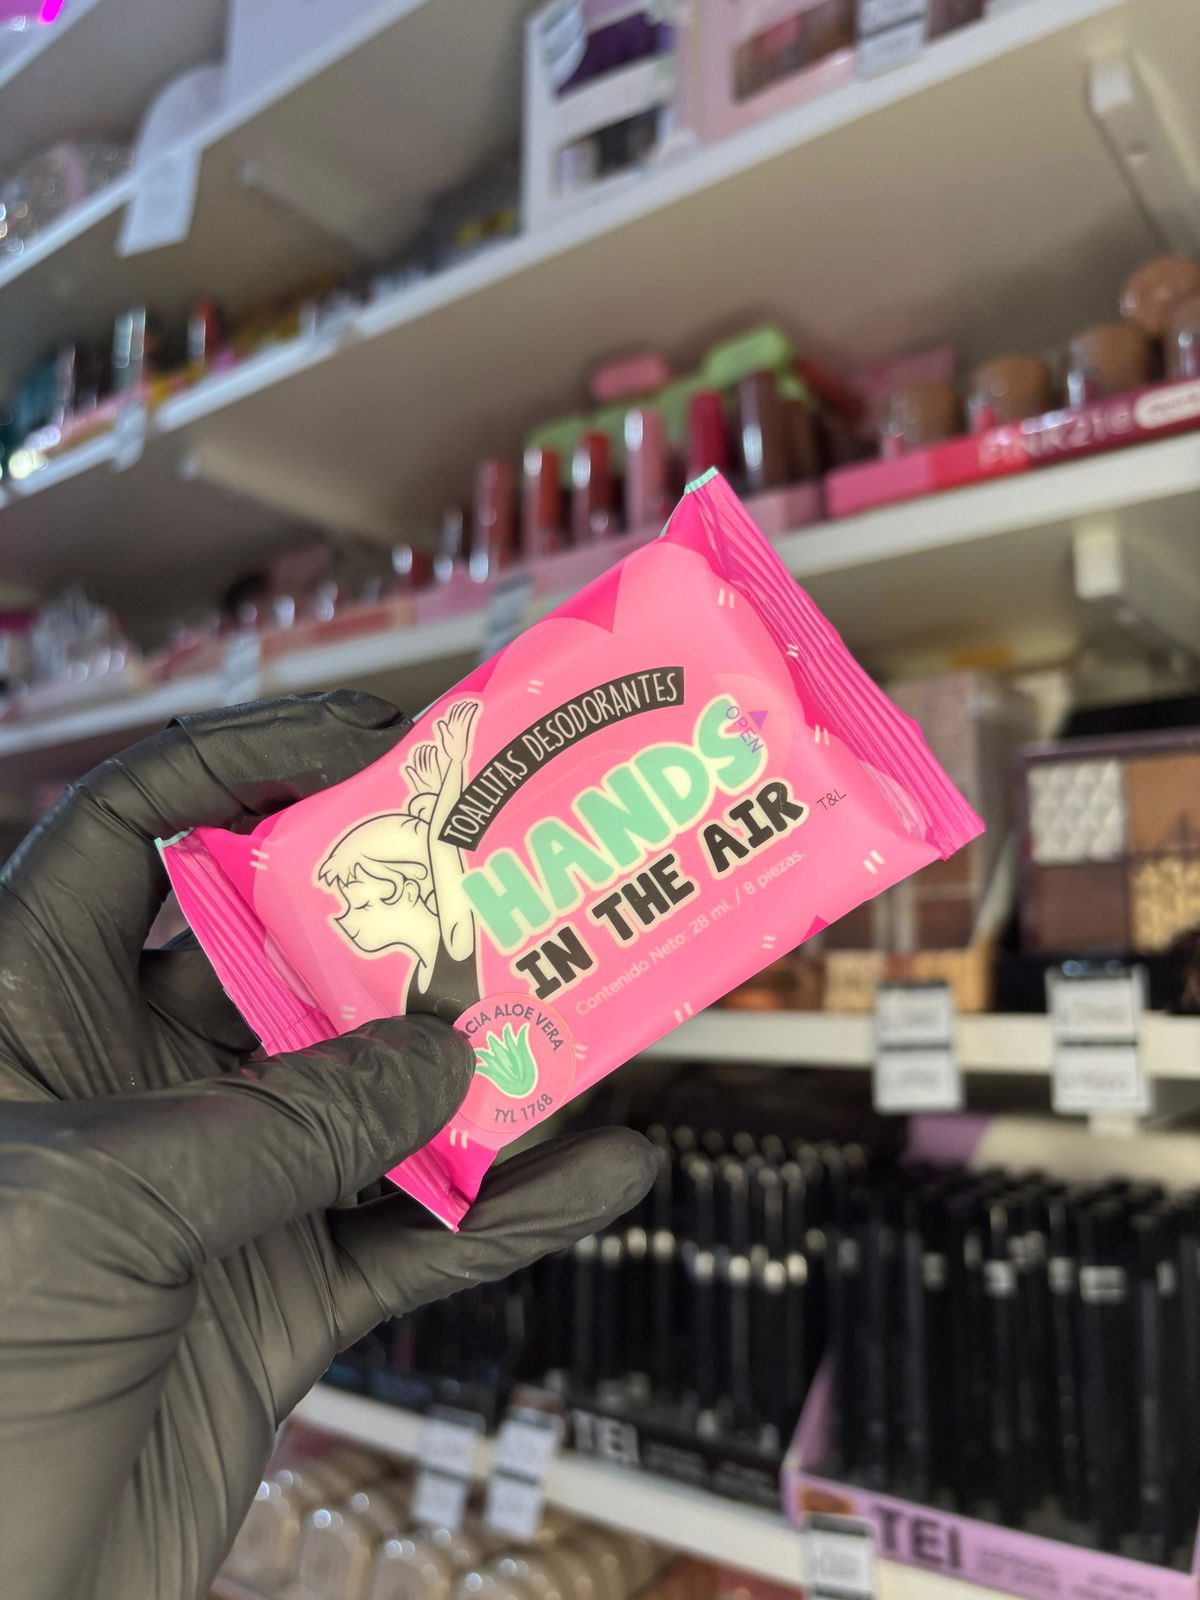 PINK21
TOALLITAS DESODORANTES
HANDS
IN THE AIR
OPEN
T&L
Contenido Neto: 28 ml. / 8 piezas.
CIA ALOE VERA
TYL 1768
TEI
TEI